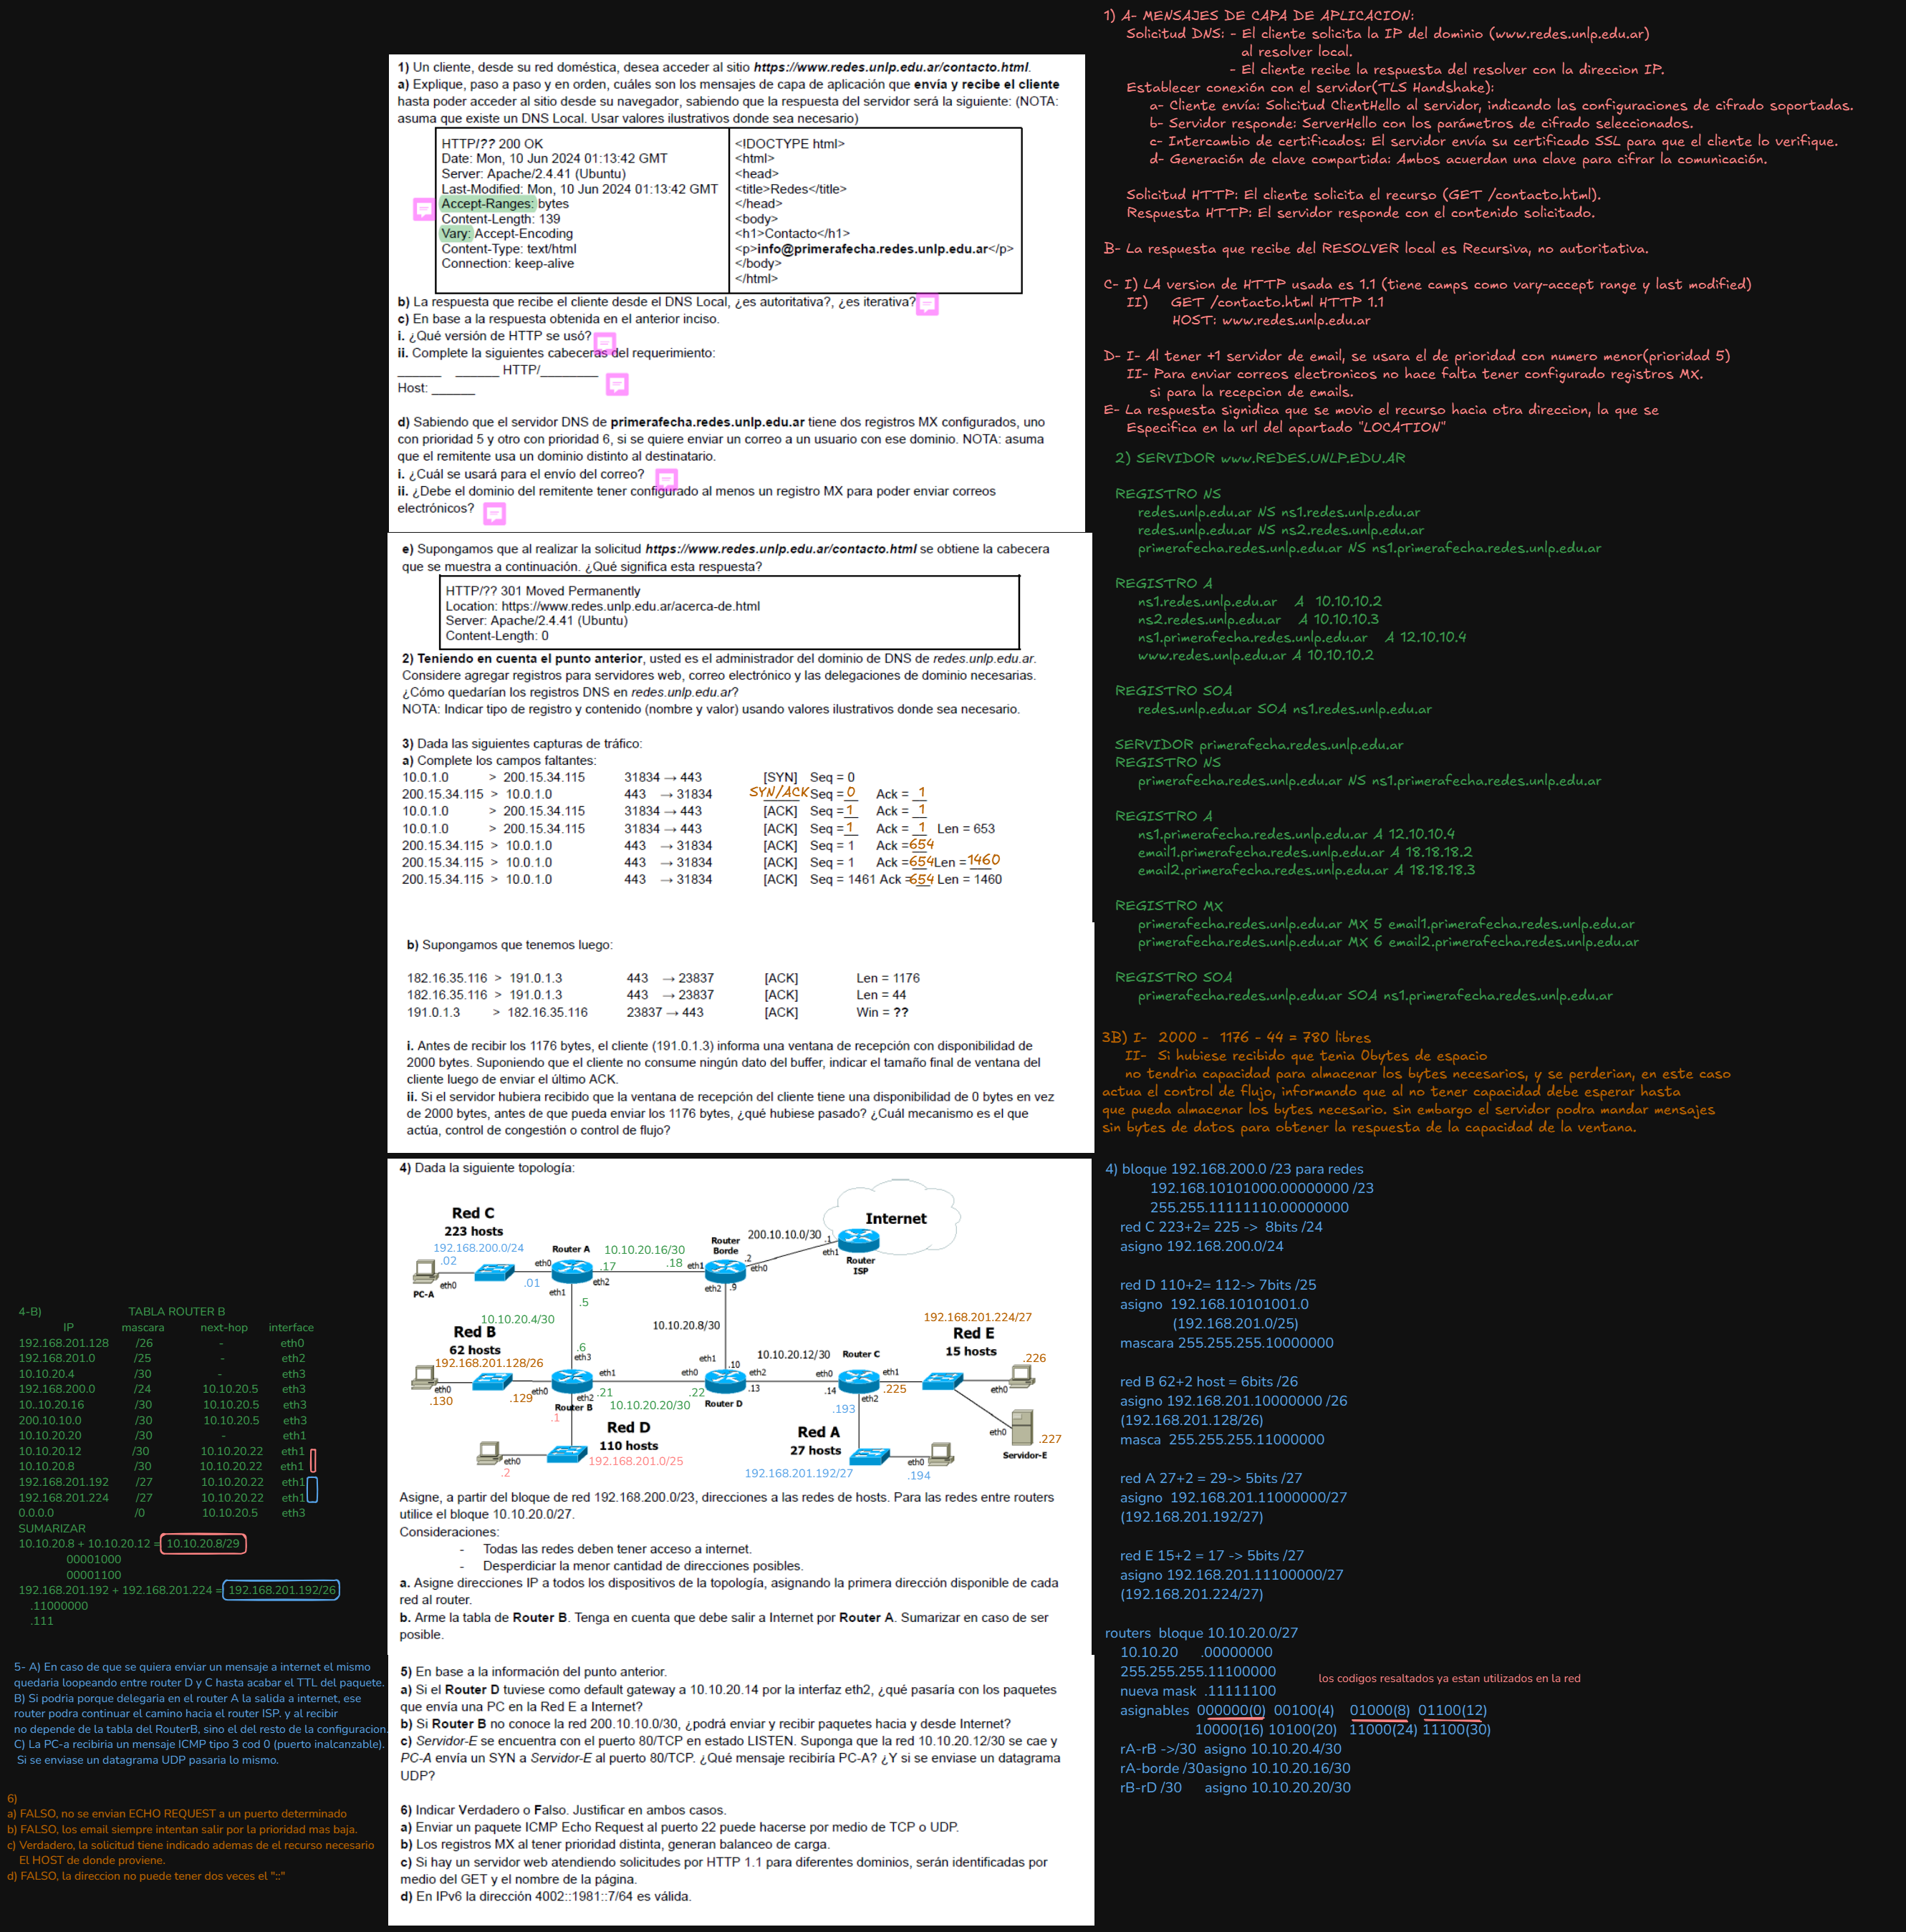 1) Un cliente, desde su red doméstica, desea acceder al sitio https://www.redes.unlp.edu.ar/contacto.html.
a) Explique, paso a paso y en orden, cuáles son los mensajes de capa de aplicación que envía y recibe el cliente
hasta poder acceder al sitio desde su navegador, sabiendo que la respuesta del servidor será la siguiente: (NOTA:
asuma que existe un DNS Local. Usar valores ilustrativos donde sea necesario)
HTTP/?? 200 OK
Date: Mon, 10 Jun 2024 01:13:42 GMT
Server: Apache/2.4.41 (Ubuntu)
Last-Modified: Mon, 10 Jun 2024 01:13:42 GMT
Accept-Ranges: bytes
Content-Length: 139
Vary: Accept-Encoding
Content-Type: text/html
Connection: keep-alive
<!DOCTYPE html>
<html>
<head>
<title>Redes</title>
</head>
<body>
<h1>Contacto</h1>
<p>info@primerafecha.redes.unlp.edu.ar</p>
</body>
</html>
b) La respuesta que recibe el cliente desde el DNS Local, ¿es autoritativa?, ¿es iterativa?
c) En base a la respuesta obtenida en el anterior inciso.
i. ¿Qué versión de HTTP se usó?
ii. Complete la siguientes cabeceras del requerimiento:
______ ______ HTTP/________
Host: ______
d) Sabiendo que el servidor DNS de primerafecha.redes.unlp.edu.ar tiene dos registros MX configurados, uno
con prioridad 5 y otro con prioridad 6, si se quiere enviar un correo a un usuario con ese dominio. NOTA: asuma
que el remitente usa un dominio distinto al destinatario.
i. ¿Cuál se usará para el envío del correo?
ii. ¿Debe el dominio del remitente tener configurado al menos un registro MX para poder enviar correos
electrónicos?
e) Supongamos que al realizar la solicitud https://www.redes.unlp.edu.ar/contacto.html se obtiene la cabecera
que se muestra a continuación. ¿Qué significa esta respuesta?
HTTP/?? 301 Moved Permanently
Location: https://www.redes.unlp.edu.ar/acerca-de.html
Server: Apache/2.4.41 (Ubuntu)
Content-Length: 0
2) Teniendo en cuenta el punto anterior, usted es el administrador del dominio de DNS de redes.unlp.edu.ar.
Considere agregar registros para servidores web, correo electrónico y las delegaciones de dominio necesarias.
¿Cómo quedarían los registros DNS en redes.unlp.edu.ar?
NOTA: Indicar tipo de registro y contenido (nombre y valor) usando valores ilustrativos donde sea necesario.
3) Dada las siguientes capturas de tráfico:
a) Complete los campos faltantes:
10.0.1.0 > 200.15.34.115 31834 → 443 [SYN] Seq = 0
200.15.34.115 > 10.0.1.0 443 → 31834 SYN/ACK Seq = 0 Ack = 1
10.0.1.0 > 200.15.34.115 31834 → 443 [ACK] Seq = 1 Ack = 1
10.0.1.0 > 200.15.34.115 31834 → 443 [ACK] Seq = 1 Ack = 1 Len = 653
200.15.34.115 > 10.0.1.0 443 → 31834 [ACK] Seq = 1 Ack = 654
200.15.34.115 > 10.0.1.0 443 → 31834 [ACK] Seq = 1 Ack = 654 Len = 1460
200.15.34.115 > 10.0.1.0 443 → 31834 [ACK] Seq = 1461 Ack = 654 Len = 1460
b) Supongamos que tenemos luego:
182.16.35.116 > 191.0.1.3 443 → 23837 [ACK] Len = 1176
182.16.35.116 > 191.0.1.3 443 → 23837 [ACK] Len = 44
191.0.1.3 > 182.16.35.116 23837 → 443 [ACK] Win = ??
i. Antes de recibir los 1176 bytes, el cliente (191.0.1.3) informa una ventana de recepción con disponibilidad de
2000 bytes. Suponiendo que el cliente no consume ningún dato del buffer, indicar el tamaño final de ventana del
cliente luego de enviar el último ACK.
ii. Si el servidor hubiera recibido que la ventana de recepción del cliente tiene una disponibilidad de 0 bytes en vez
de 2000 bytes, antes de que pueda enviar los 1176 bytes, ¿qué hubiese pasado? ¿Cuál mecanismo es el que
actúa, control de congestión o control de flujo?
4) Dada la siguiente topología:
Red C
223 hosts
192.168.200.0/24
.02
eth0
PC-A
.01
eth0
Router A
eth1
eth2
.17
10.10.20.16/30
.18
eth1
Router
Borde
.2
eth0
eth2
.9
200.10.10.0/30
.1
eth1
Router
ISP
Internet
.5
10.10.20.4/30
.6
eth3
10.10.20.8/30
Red B
62 hosts
192.168.201.128/26
eth0
.130
.129
eth0
eth1
.21
eth2
Router B
.1
10.10.20.20/30
.22
eth0
eth1
.10
eth2
.13
Router D
10.10.20.12/30
Router C
eth0
.14
eth1
.225
eth2
.193
192.168.201.224/27
Red E
15 hosts
.226
eth0
eth0
.227
Servidor-E
Red D
110 hosts
192.168.201.0/25
eth0
.2
Red A
27 hosts
192.168.201.192/27
eth0
.194
Asigne, a partir del bloque de red 192.168.200.0/23, direcciones a las redes de hosts. Para las redes entre routers
utilice el bloque 10.10.20.0/27.
Consideraciones:
- Todas las redes deben tener acceso a internet.
- Desperdiciar la menor cantidad de direcciones posibles.
a. Asigne direcciones IP a todos los dispositivos de la topología, asignando la primera dirección disponible de cada
red al router.
b. Arme la tabla de Router B. Tenga en cuenta que debe salir a Internet por Router A. Sumarizar en caso de ser
posible.
5) En base a la información del punto anterior.
a) Si el Router D tuviese como default gateway a 10.10.20.14 por la interfaz eth2, ¿qué pasaría con los paquetes
que envía una PC en la Red E a Internet?
b) Si Router B no conoce la red 200.10.10.0/30, ¿podrá enviar y recibir paquetes hacia y desde Internet?
c) Servidor-E se encuentra con el puerto 80/TCP en estado LISTEN. Suponga que la red 10.10.20.12/30 se cae y
PC-A envía un SYN a Servidor-E al puerto 80/TCP. ¿Qué mensaje recibiría PC-A? ¿Y si se enviase un datagrama
UDP?
6) Indicar Verdadero o Falso. Justificar en ambos casos.
a) Enviar un paquete ICMP Echo Request al puerto 22 puede hacerse por medio de TCP o UDP.
b) Los registros MX al tener prioridad distinta, generan balanceo de carga.
c) Si hay un servidor web atendiendo solicitudes por HTTP 1.1 para diferentes dominios, serán identificadas por
medio del GET y el nombre de la página.
d) En IPv6 la dirección 4002::1981::7/64 es válida.
1) A- MENSAJES DE CAPA DE APLICACION:
Solicitud DNS: - El cliente solicita la IP del dominio (www.redes.unlp.edu.ar)
al resolver local.
- El cliente recibe la respuesta del resolver con la direccion IP.
Establecer conexión con el servidor(TLS Handshake):
a- Cliente envía: Solicitud ClientHello al servidor, indicando las configuraciones de cifrado soportadas.
b- Servidor responde: ServerHello con los parámetros de cifrado seleccionados.
c- Intercambio de certificados: El servidor envía su certificado SSL para que el cliente lo verifique.
d- Generación de clave compartida: Ambos acuerdan una clave para cifrar la comunicación.
Solicitud HTTP: El cliente solicita el recurso (GET /contacto.html).
Respuesta HTTP: El servidor responde con el contenido solicitado.
B- La respuesta que recibe del RESOLVER local es Recursiva, no autoritativa.
C- I) LA version de HTTP usada es 1.1 (tiene camps como vary-accept range y last modified)
II) GET /contacto.html HTTP 1.1
HOST: www.redes.unlp.edu.ar
D- I- Al tener +1 servidor de email, se usara el de prioridad con numero menor(prioridad 5)
II- Para enviar correos electronicos no hace falta tener configurado registros MX.
si para la recepcion de emails.
E- La respuesta signidica que se movio el recurso hacia otra direccion, la que se
Especifica en la url del apartado "LOCATION"
2) SERVIDOR www.REDES.UNLP.EDU.AR
REGISTRO NS
redes.unlp.edu.ar NS ns1.redes.unlp.edu.ar
redes.unlp.edu.ar NS ns2.redes.unlp.edu.ar
primerafecha.redes.unlp.edu.ar NS ns1.primerafecha.redes.unlp.edu.ar
REGISTRO A
ns1.redes.unlp.edu.ar A 10.10.10.2
ns2.redes.unlp.edu.ar A 10.10.10.3
ns1.primerafecha.redes.unlp.edu.ar A 12.10.10.4
www.redes.unlp.edu.ar A 10.10.10.2
REGISTRO SOA
redes.unlp.edu.ar SOA ns1.redes.unlp.edu.ar
SERVIDOR primerafecha.redes.unlp.edu.ar
REGISTRO NS
primerafecha.redes.unlp.edu.ar NS ns1.primerafecha.redes.unlp.edu.ar
REGISTRO A
ns1.primerafecha.redes.unlp.edu.ar A 12.10.10.4
email1.primerafecha.redes.unlp.edu.ar A 18.18.18.2
email2.primerafecha.redes.unlp.edu.ar A 18.18.18.3
REGISTRO MX
primerafecha.redes.unlp.edu.ar MX 5 email1.primerafecha.redes.unlp.edu.ar
primerafecha.redes.unlp.edu.ar MX 6 email2.primerafecha.redes.unlp.edu.ar
REGISTRO SOA
primerafecha.redes.unlp.edu.ar SOA ns1.primerafecha.redes.unlp.edu.ar
3B) I- 2000 - 1176 - 44 = 780 libres
II- Si hubiese recibido que tenia 0bytes de espacio
no tendria capacidad para almacenar los bytes necesarios, y se perderian, en este caso
actua el control de flujo, informando que al no tener capacidad debe esperar hasta
que pueda almacenar los bytes necesario. sin embargo el servidor podra mandar mensajes
sin bytes de datos para obtener la respuesta de la capacidad de la ventana.
4) bloque 192.168.200.0 /23 para redes
192.168.10101000.00000000 /23
255.255.11111110.00000000
red C 223+2= 225 -> 8bits /24
asigno 192.168.200.0/24
red D 110+2= 112-> 7bits /25
asigno 192.168.10101001.0
(192.168.201.0/25)
mascara 255.255.255.10000000
red B 62+2 host = 6bits /26
asigno 192.168.201.10000000 /26
(192.168.201.128/26)
masca 255.255.255.11000000
red A 27+2 = 29-> 5bits /27
asigno 192.168.201.11000000/27
(192.168.201.192/27)
red E 15+2 = 17 -> 5bits /27
asigno 192.168.201.11100000/27
(192.168.201.224/27)
routers bloque 10.10.20.0/27
10.10.20 .00000000
255.255.255.11100000
los codigos resaltados ya estan utilizados en la red
nueva mask .11111100
asignables 000000(0) 00100(4) 01000(8) 01100(12)
10000(16) 10100(20) 11000(24) 11100(30)
rA-rB ->/30 asigno 10.10.20.4/30
rA-borde /30asigno 10.10.20.16/30
rB-rD /30 asigno 10.10.20.20/30
4-B) TABLA ROUTER B
IP mascara next-hop interface
192.168.201.128 /26 - eth0
192.168.201.0 /25 - eth2
10.10.20.4 /30 - eth3
192.168.200.0 /24 10.10.20.5 eth3
10..10.20.16 /30 10.10.20.5 eth3
200.10.10.0 /30 10.10.20.5 eth3
10.10.20.20 /30 - eth1
10.10.20.12 /30 10.10.20.22 eth1
10.10.20.8 /30 10.10.20.22 eth1
192.168.201.192 /27 10.10.20.22 eth1
192.168.201.224 /27 10.10.20.22 eth1
0.0.0.0 /0 10.10.20.5 eth3
SUMARIZAR
10.10.20.8 + 10.10.20.12 = 10.10.20.8/29
00001000
00001100
192.168.201.192 + 192.168.201.224 = 192.168.201.192/26
.11000000
.111
5- A) En caso de que se quiera enviar un mensaje a internet el mismo
quedaria loopeando entre router D y C hasta acabar el TTL del paquete.
B) Si podria porque delegaria en el router A la salida a internet, ese
router podra continuar el camino hacia el router ISP. y al recibir
no depende de la tabla del RouterB, sino el del resto de la configuracion.
C) La PC-a recibiria un mensaje ICMP tipo 3 cod 0 (puerto inalcanzable).
Si se enviase un datagrama UDP pasaria lo mismo.
6)
a) FALSO, no se envian ECHO REQUEST a un puerto determinado
b) FALSO, los email siempre intentan salir por la prioridad mas baja.
c) Verdadero, la solicitud tiene indicado ademas de el recurso necesario
El HOST de donde proviene.
d) FALSO, la direccion no puede tener dos veces el "::"